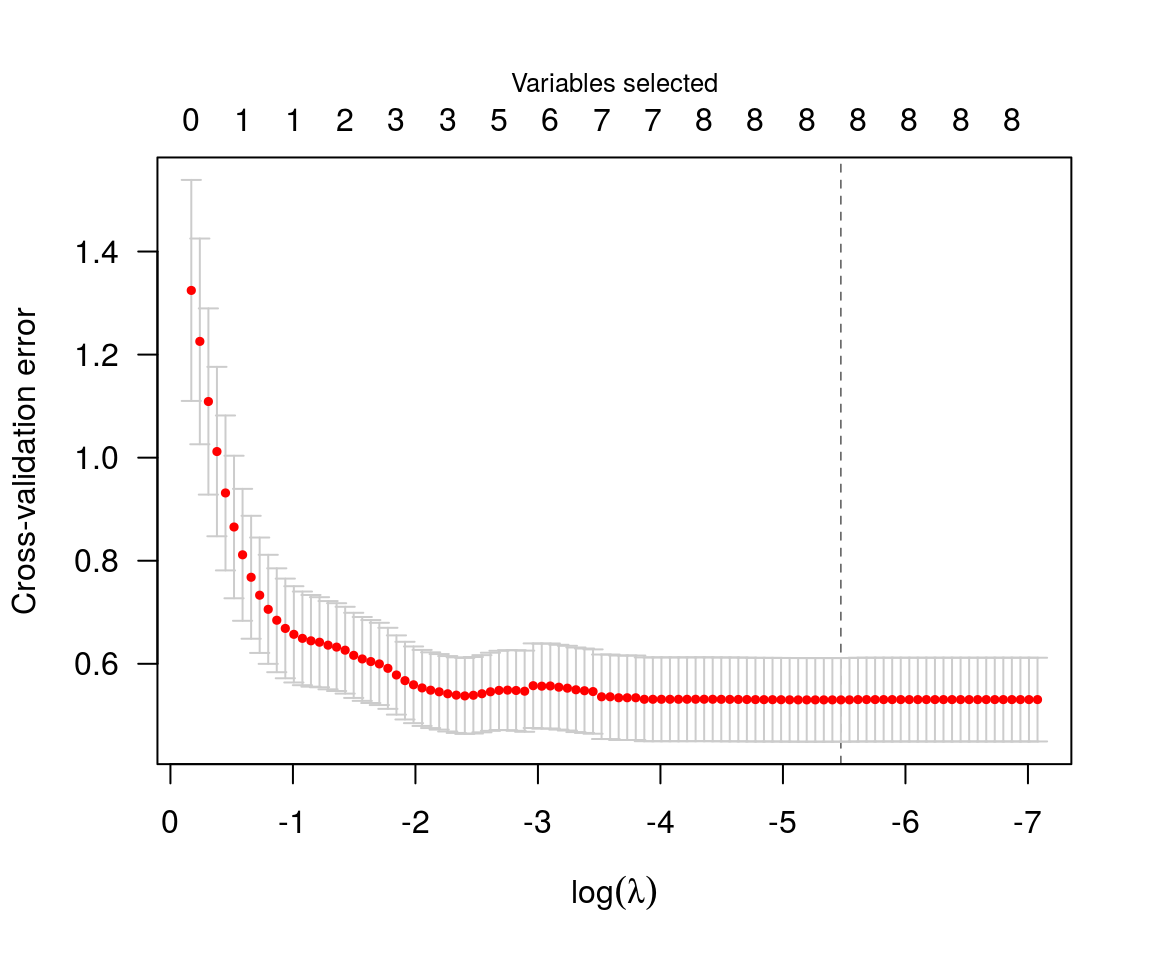 Variables selected
0 1 1 2 3 3 5 6 7 7 8 8 8 8 8 8 8
1.4
1.2
1.0
0.8
0.6
Cross-validation error
0 -1 -2 -3 -4 -5 -6 -7
log(λ)